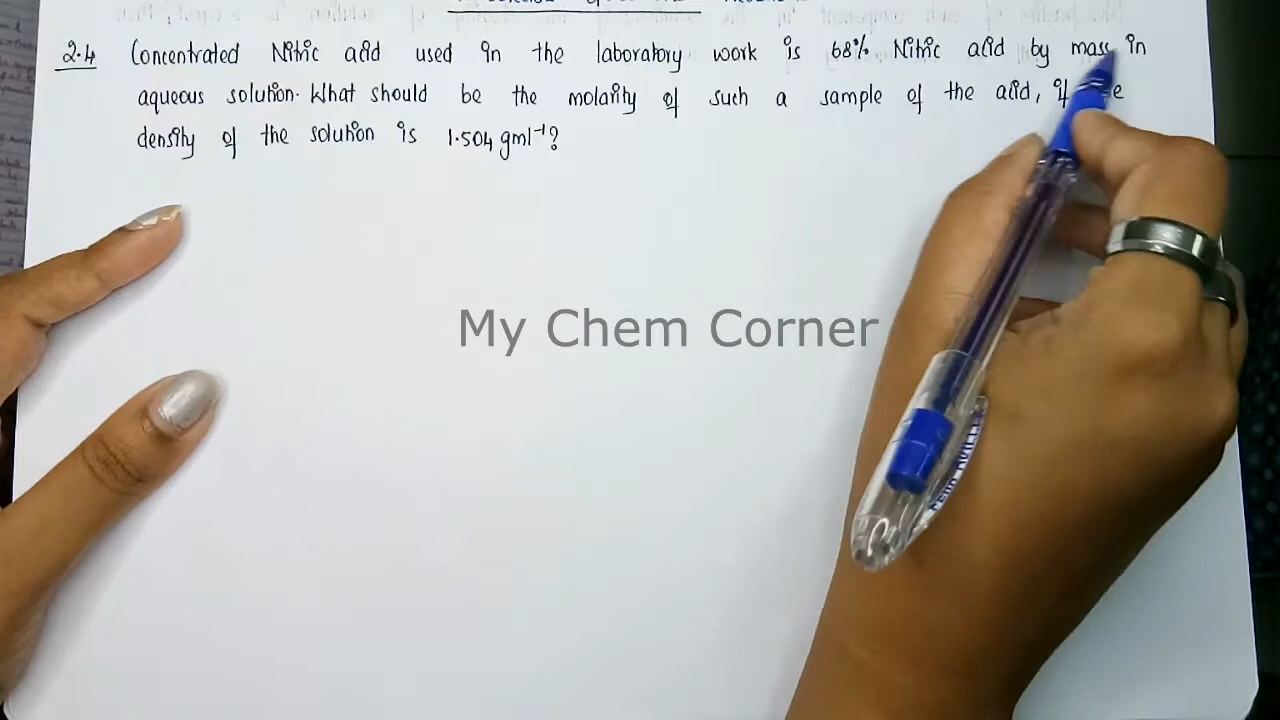 2.4 Concentrated Nitric acid used in the laboratory work is 68% Nitric acid by mass in
aqueous solution. What should be the molarity of such a sample of the acid, if
density of the solution is 1.504 gml⁻¹?
My Chem Corner